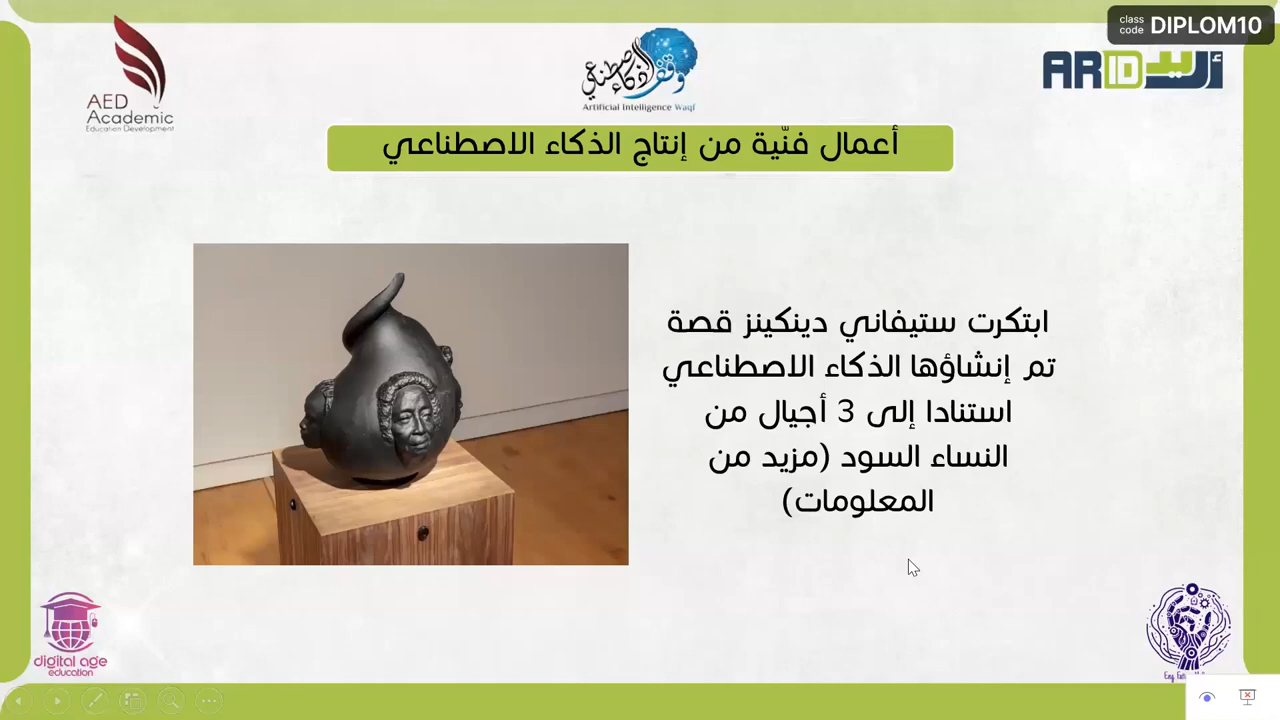 class code DIPLOM10
AED
Academic
Education Development
وقف الذكاء الاصطناعي
Artificial Intelligence Waqf
ARID أريد
أعمال فنّية من إنتاج الذكاء الاصطناعي
ابتكرت ستيفاني دينكينز قصة
تم إنشاؤها الذكاء الاصطناعي
استنادا إلى 3 أجيال من
النساء السود (مزيد من
المعلومات)
digital age
education